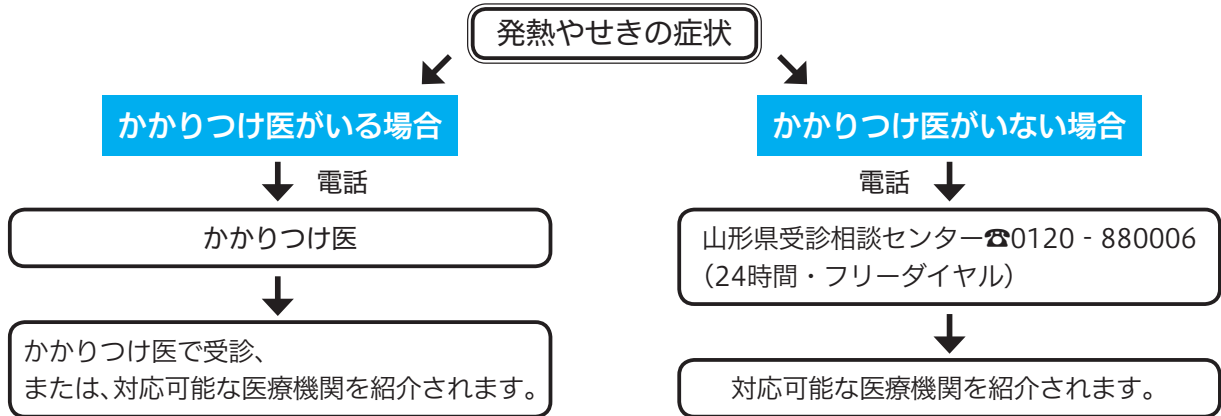 発熱やせきの症状
かかりつけ医がいる場合
電話
かかりつけ医
かかりつけ医で受診、
または、対応可能な医療機関を紹介されます。
かかりつけ医がいない場合
電話
山形県受診相談センター☎0120‐880006
（24時間・フリーダイヤル）
対応可能な医療機関を紹介されます。